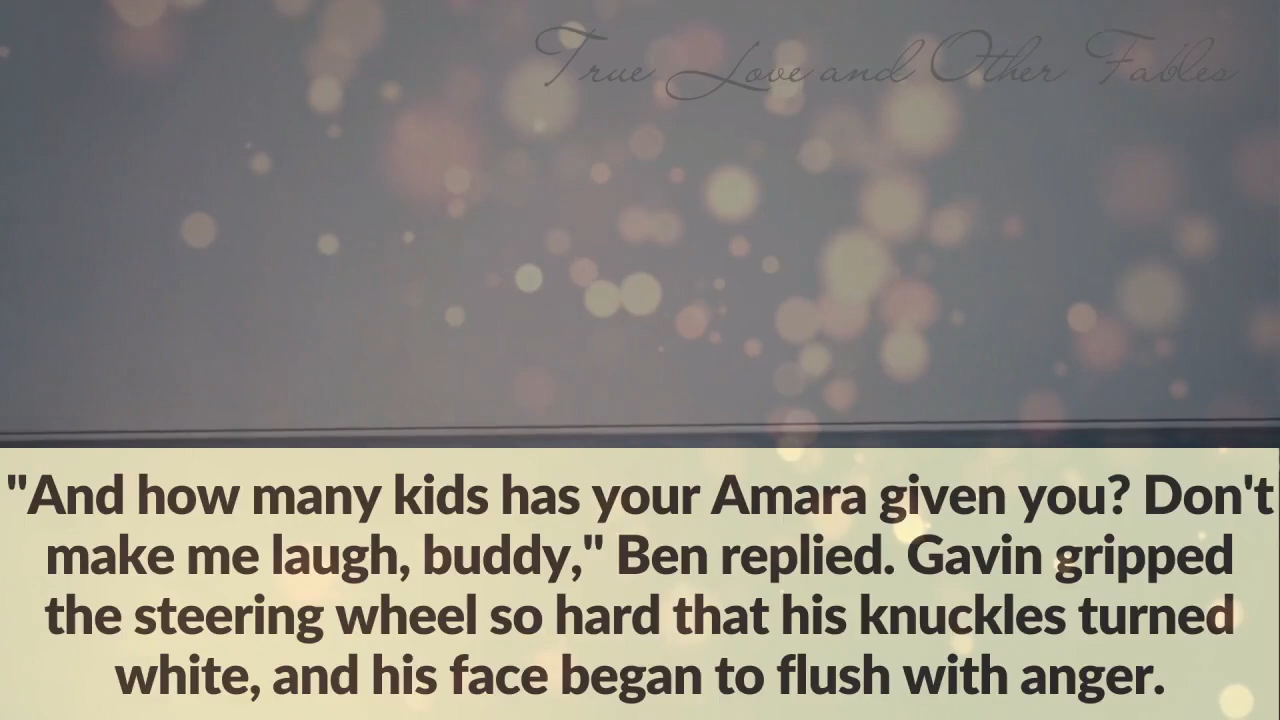 True Love and Other Fables
"And how many kids has your Amara given you? Don't
make me laugh, buddy," Ben replied. Gavin gripped
the steering wheel so hard that his knuckles turned
white, and his face began to flush with anger.